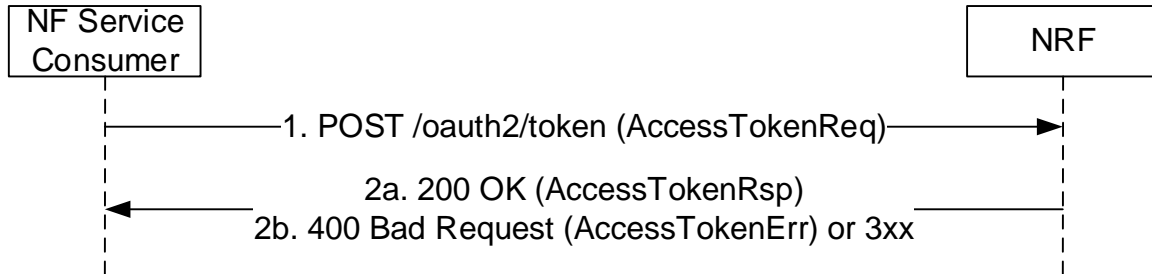 NF Service
Consumer
NRF
1. POST /oauth2/token (AccessTokenReq)
2a. 200 OK (AccessTokenRsp)
2b. 400 Bad Request (AccessTokenErr) or 3xx